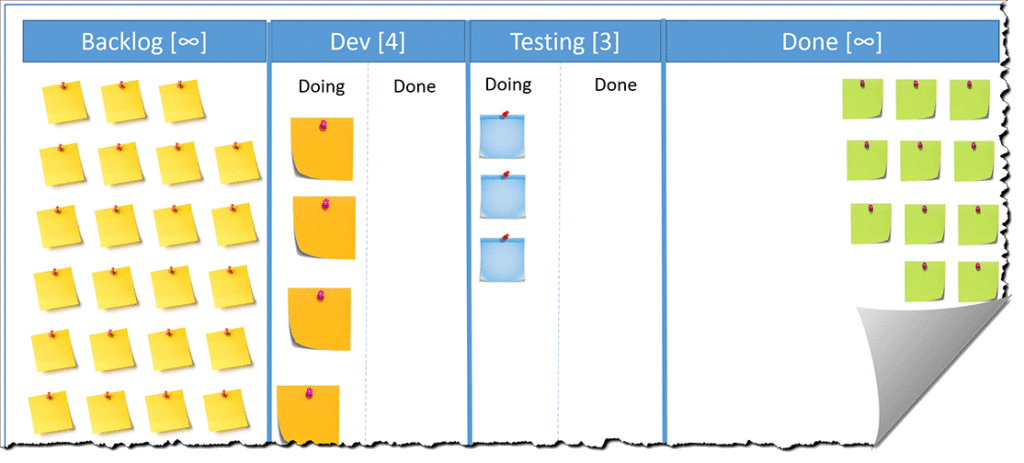 Backlog [∞]
Dev [4]
Testing [3]
Done [∞]
Doing
Done
Doing
Done